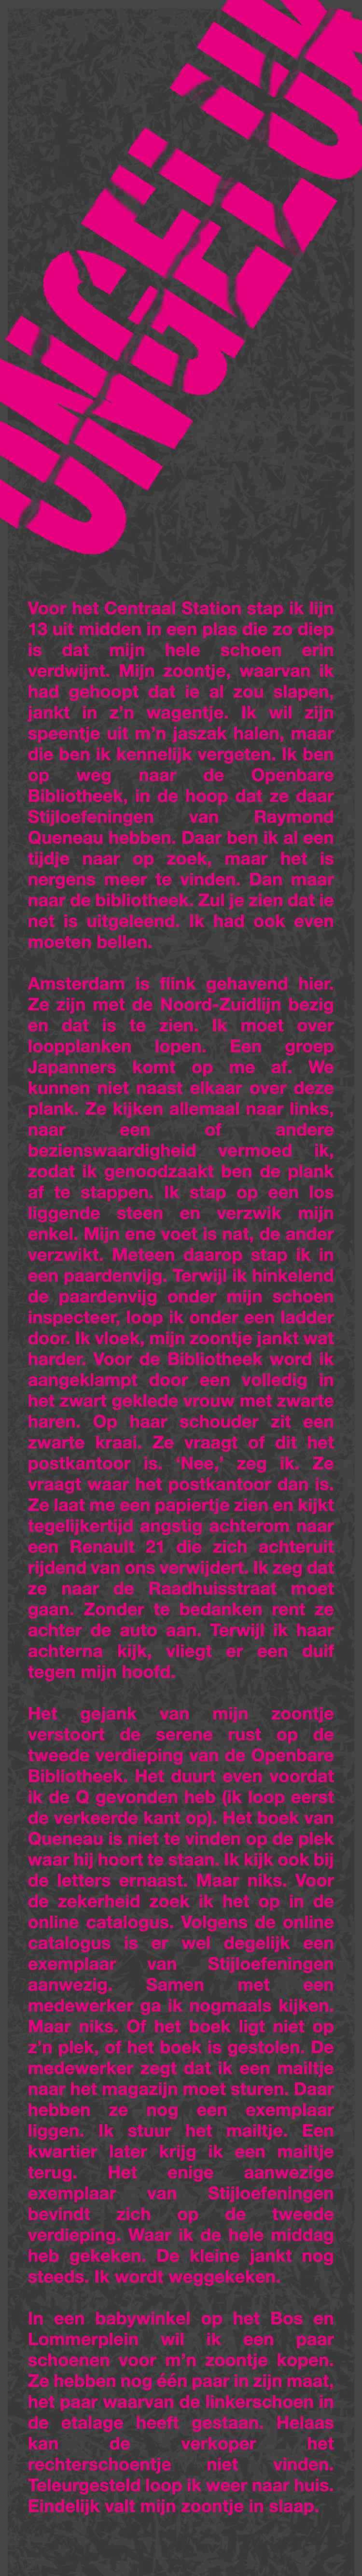 ONGELUK
Voor het Centraal Station stap ik lijn
13 uit midden in een plas die zo diep
is dat mijn hele schoen erin
verdwijnt. Mijn zoontje, waarvan ik
had gehoopt dat ie al zou slapen,
jankt in z'n wagentje. Ik wil zijn
speentje uit m'n jaszak halen, maar
die ben ik kennelijk vergeten. Ik ben
op weg naar de Openbare
Bibliotheek, in de hoop dat ze daar
Stijloefeningen van Raymond
Queneau hebben. Daar ben ik al een
tijdje naar op zoek, maar het is
nergens meer te vinden. Dan maar
naar de bibliotheek. Zul je zien dat ie
net is uitgeleend. Ik had ook even
moeten bellen.
Amsterdam is flink gehavend hier.
Ze zijn met de Noord-Zuidlijn bezig
en dat is te zien. Ik moet over
loopplanken lopen. Een groep
Japanners komt op me af. We
kunnen niet naast elkaar over deze
plank. Ze kijken allemaal naar links,
naar een of andere
bezienswaardigheid vermoed ik,
zodat ik genoodzaakt ben de plank
af te stappen. Ik stap op een los
liggende steen en verzwik mijn
enkel. Mijn ene voet is nat, de ander
verzwikt. Meteen daarop stap ik in
een paardenvijg. Terwijl ik hinkelend
de paardenvijg onder mijn schoen
inspecteer, loop ik onder een ladder
door. Ik vloek, mijn zoontje jankt wat
harder. Voor de Bibliotheek word ik
aangeklampt door een volledig in
het zwart geklede vrouw met zwarte
haren. Op haar schouder zit een
zwarte kraai. Ze vraagt of dit het
postkantoor is. ‘Nee,’ zeg ik. Ze
vraagt waar het postkantoor dan is.
Ze laat me een papiertje zien en kijkt
tegelijkertijd angstig achterom naar
een Renault 21 die zich achteruit
rijdend van ons verwijdert. Ik zeg dat
ze naar de Raadhuisstraat moet
gaan. Zonder te bedanken rent ze
achter de auto aan. Terwijl ik haar
achterna kijk, vliegt er een duif
tegen mijn hoofd.
Het gejank van mijn zoontje
verstoort de serene rust op de
tweede verdieping van de Openbare
Bibliotheek. Het duurt even voordat
ik de Q gevonden heb (ik loop eerst
de verkeerde kant op). Het boek van
Queneau is niet te vinden op de plek
waar hij hoort te staan. Ik kijk ook bij
de letters ernaast. Maar niks. Voor
de zekerheid zoek ik het op in de
online catalogus. Volgens de online
catalogus is er wel degelijk een
exemplaar van Stijloefeningen
aanwezig. Samen met een
medewerker ga ik nogmaals kijken.
Maar niks. Of het boek ligt niet op
z'n plek, of het boek is gestolen. De
medewerker zegt dat ik een mailtje
naar het magazijn moet sturen. Daar
hebben ze nog een exemplaar
liggen. Ik stuur het mailtje. Een
kwartier later krijg ik een mailtje
terug. Het enige aanwezige
exemplaar van Stijloefeningen
bevindt zich op de tweede
verdieping. Waar ik de hele middag
heb gekeken. De kleine jankt nog
steeds. Ik wordt weggekeken.
In een babywinkel op het Bos en
Lommerplein wil ik een paar
schoenen voor m'n zoontje kopen.
Ze hebben nog één paar in zijn maat,
het paar waarvan de linkerschoen in
de etalage heeft gestaan. Helaas
kan de verkoper het
rechterschoentje niet vinden.
Teleurgesteld loop ik weer naar huis.
Eindelijk valt mijn zoontje in slaap.